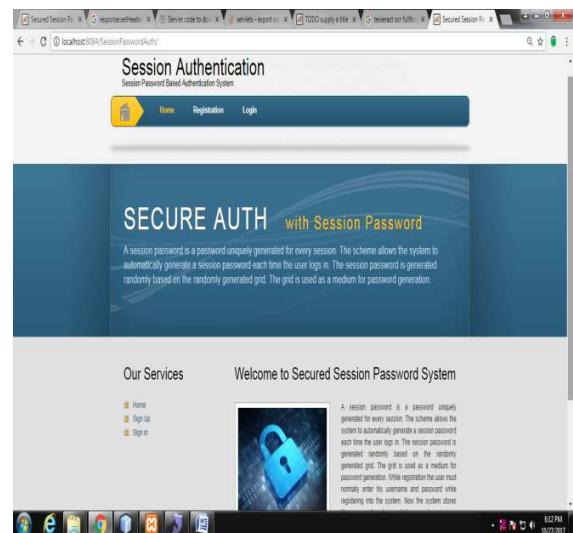 Secured Session Pa
response.setHeader
Servlet code to do
servlets - export co
TODO supply a title
tesseract ocr fullfor
Secured Session Pa
localhost:8084/SessionPasswordAuth/
Session Authentication
Session Password Based Authentication System
Home Registration Login
SECURE AUTH with Session Password
A session password is a password uniquely generated for every session. The scheme allows the system to
automatically generate a session password each time the user logs in. The session password is generated
randomly based on the randomly generated grid. The grid is used as a medium for password generation.
Our Services
Home
Sign Up
Sign in
Welcome to Secured Session Password System
A session password is a password uniquely
generated for every session. The scheme allows the
system to automatically generate a session password
each time the user logs in. The session password is
generated randomly based on the randomly
generated grid. The grid is used as a medium for
password generation. While registration the user must
normally enter his username and password while
registering into the system. Now the system stores
6:12 PM
10/27/2017